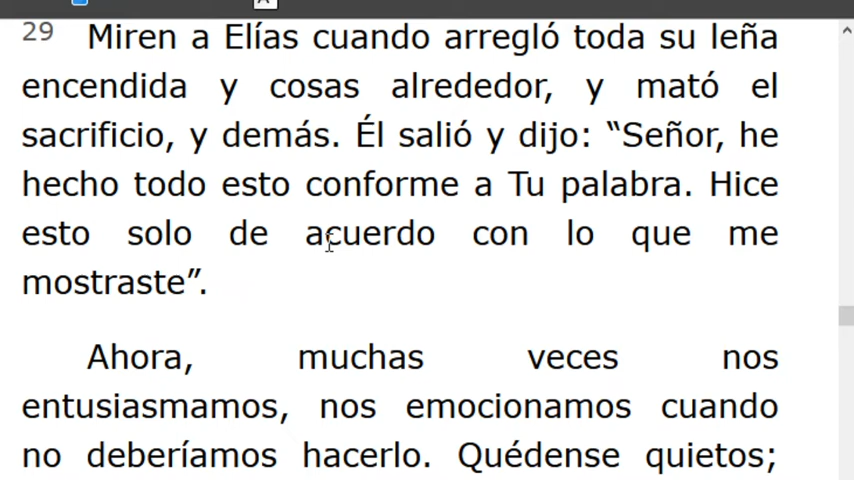 29 Miren a Elías cuando arregló toda su leña
encendida y cosas alrededor, y mató el
sacrificio, y demás. Él salió y dijo: “Señor, he
hecho todo esto conforme a Tu palabra. Hice
esto solo de acuerdo con lo que me
mostraste”.
Ahora, muchas veces nos
entusiasmamos, nos emocionamos cuando
no deberíamos hacerlo. Quédense quietos;